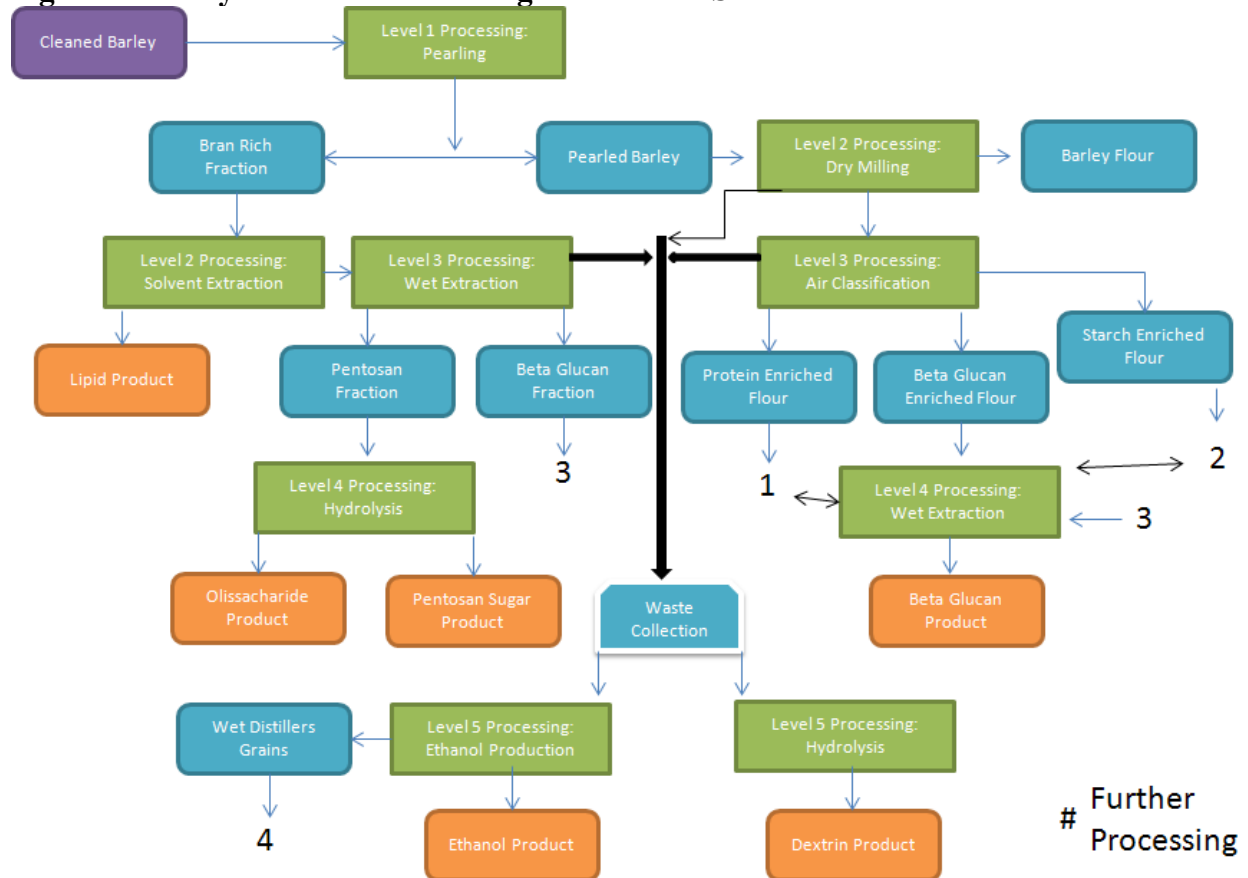 Cleaned Barley
Level 1 Processing:
Pearling
Bran Rich
Fraction
Pearled Barley
Level 2 Processing:
Dry Milling
Barley Flour
Level 2 Processing:
Solvent Extraction
Level 3 Processing:
Wet Extraction
Level 3 Processing:
Air Classification
Starch Enriched
Flour
Lipid Product
Pentosan
Fraction
Beta Glucan
Fraction
Protein Enriched
Flour
Beta Glucan
Enriched Flour
3
1
2
Level 4 Processing:
Hydrolysis
Level 4 Processing:
Wet Extraction
3
Olissacharide
Product
Pentosan Sugar
Product
Waste
Collection
Beta Glucan
Product
Wet Distillers
Grains
Level 5 Processing:
Ethanol Production
Level 5 Processing:
Hydrolysis
4
Ethanol Product
Dextrin Product
# Further
Processing